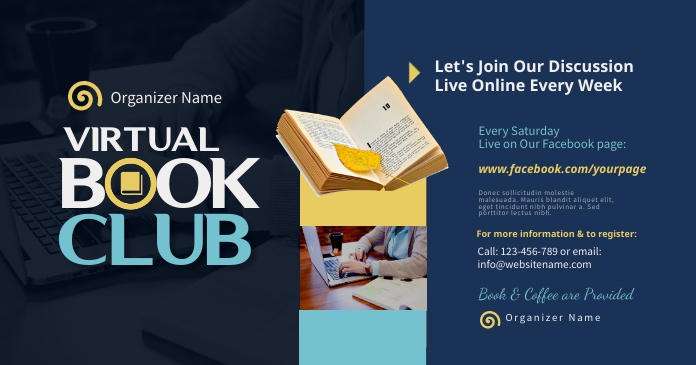 Organizer Name
VIRTUAL
BOOK
CLUB
10
Let's Join Our Discussion
Live Online Every Week
Every Saturday
Live on Our Facebook page:
www.facebook.com/yourpage
Donec sollicitudin molestie
malesuada. Mauris blandit aliquet elit,
eget tincidunt nibh pulvinar a. Sed
porttitor lectus nibh.
For more information & to register:
Call: 123-456-789 or email:
info@websitename.com
Book & Coffee are Provided
Organizer Name